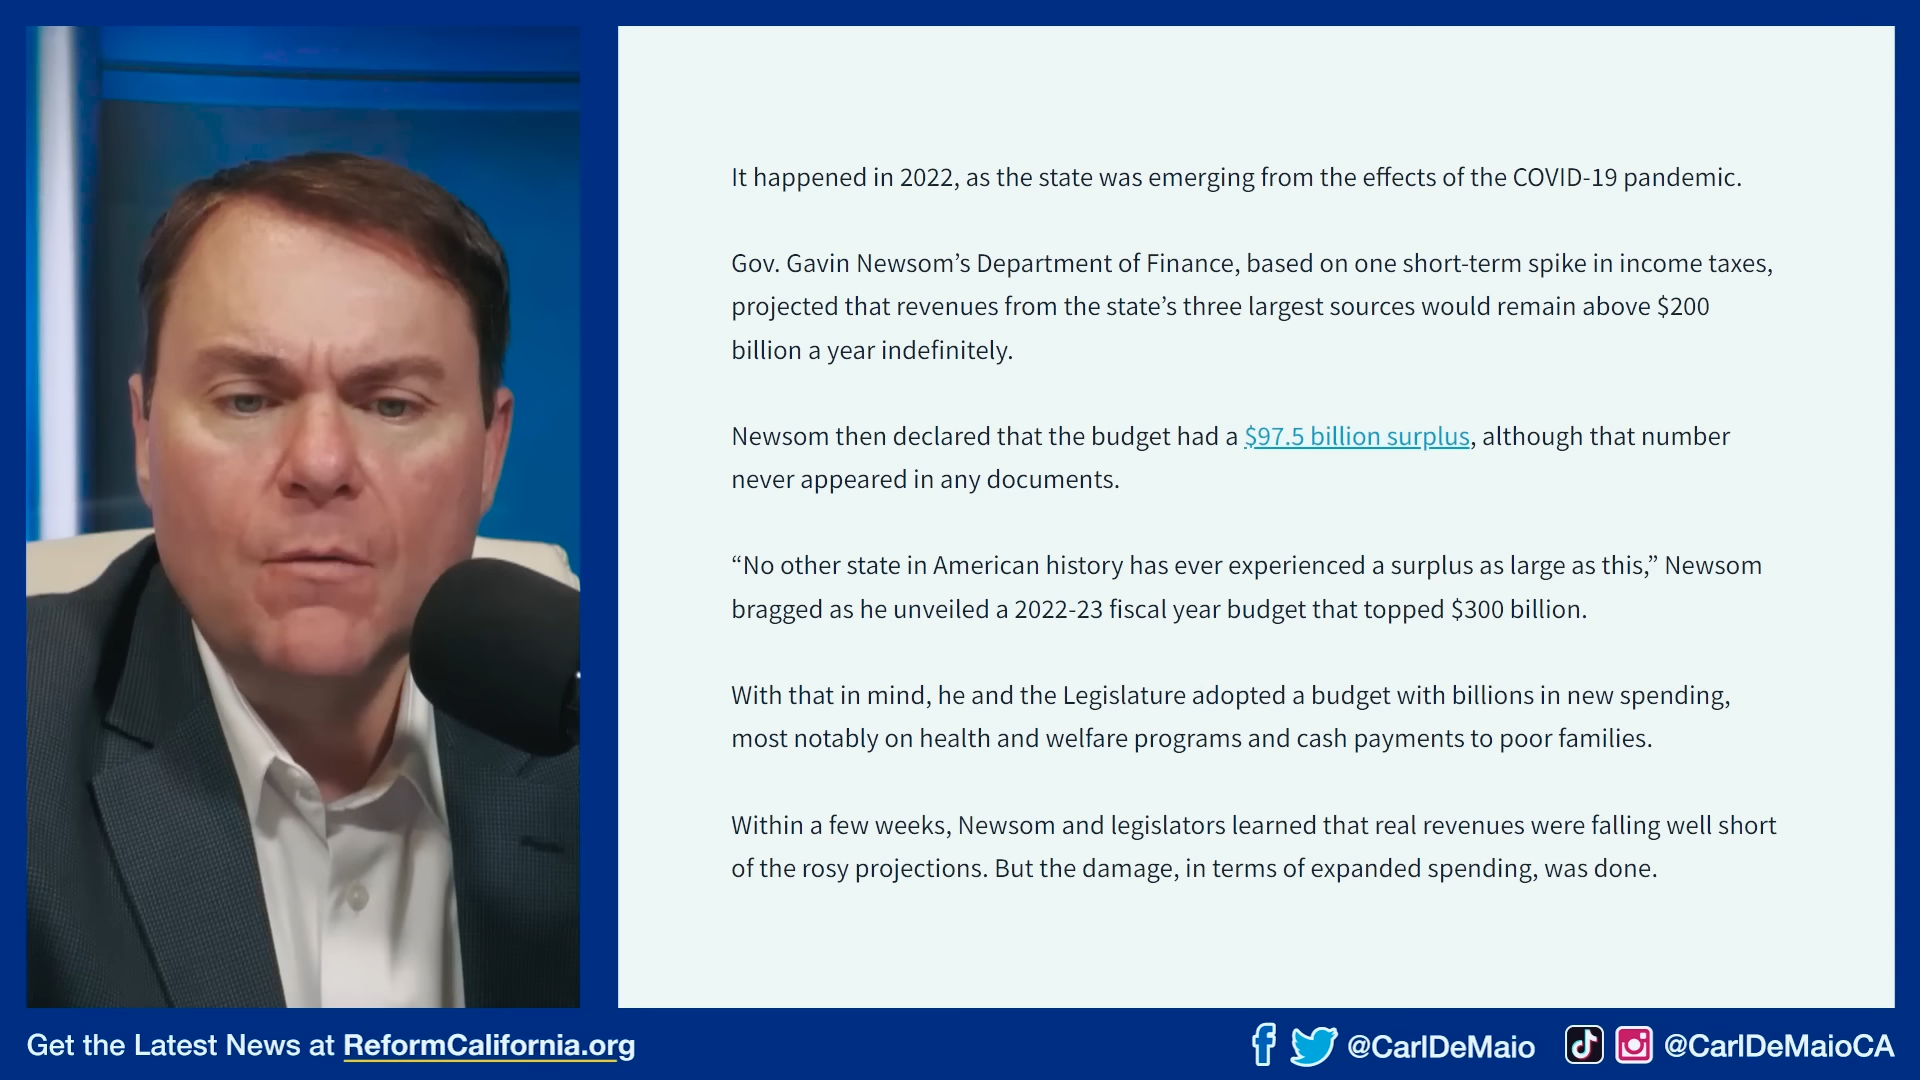 It happened in 2022, as the state was emerging from the effects of the COVID-19 pandemic.
Gov. Gavin Newsom’s Department of Finance, based on one short-term spike in income taxes,
projected that revenues from the state’s three largest sources would remain above $200
billion a year indefinitely.
Newsom then declared that the budget had a $97.5 billion surplus, although that number
never appeared in any documents.
“No other state in American history has ever experienced a surplus as large as this,” Newsom
bragged as he unveiled a 2022-23 fiscal year budget that topped $300 billion.
With that in mind, he and the Legislature adopted a budget with billions in new spending,
most notably on health and welfare programs and cash payments to poor families.
Within a few weeks, Newsom and legislators learned that real revenues were falling well short
of the rosy projections. But the damage, in terms of expanded spending, was done.
Get the Latest News at ReformCalifornia.org
@CarlDeMaio
@CarlDeMaioCA